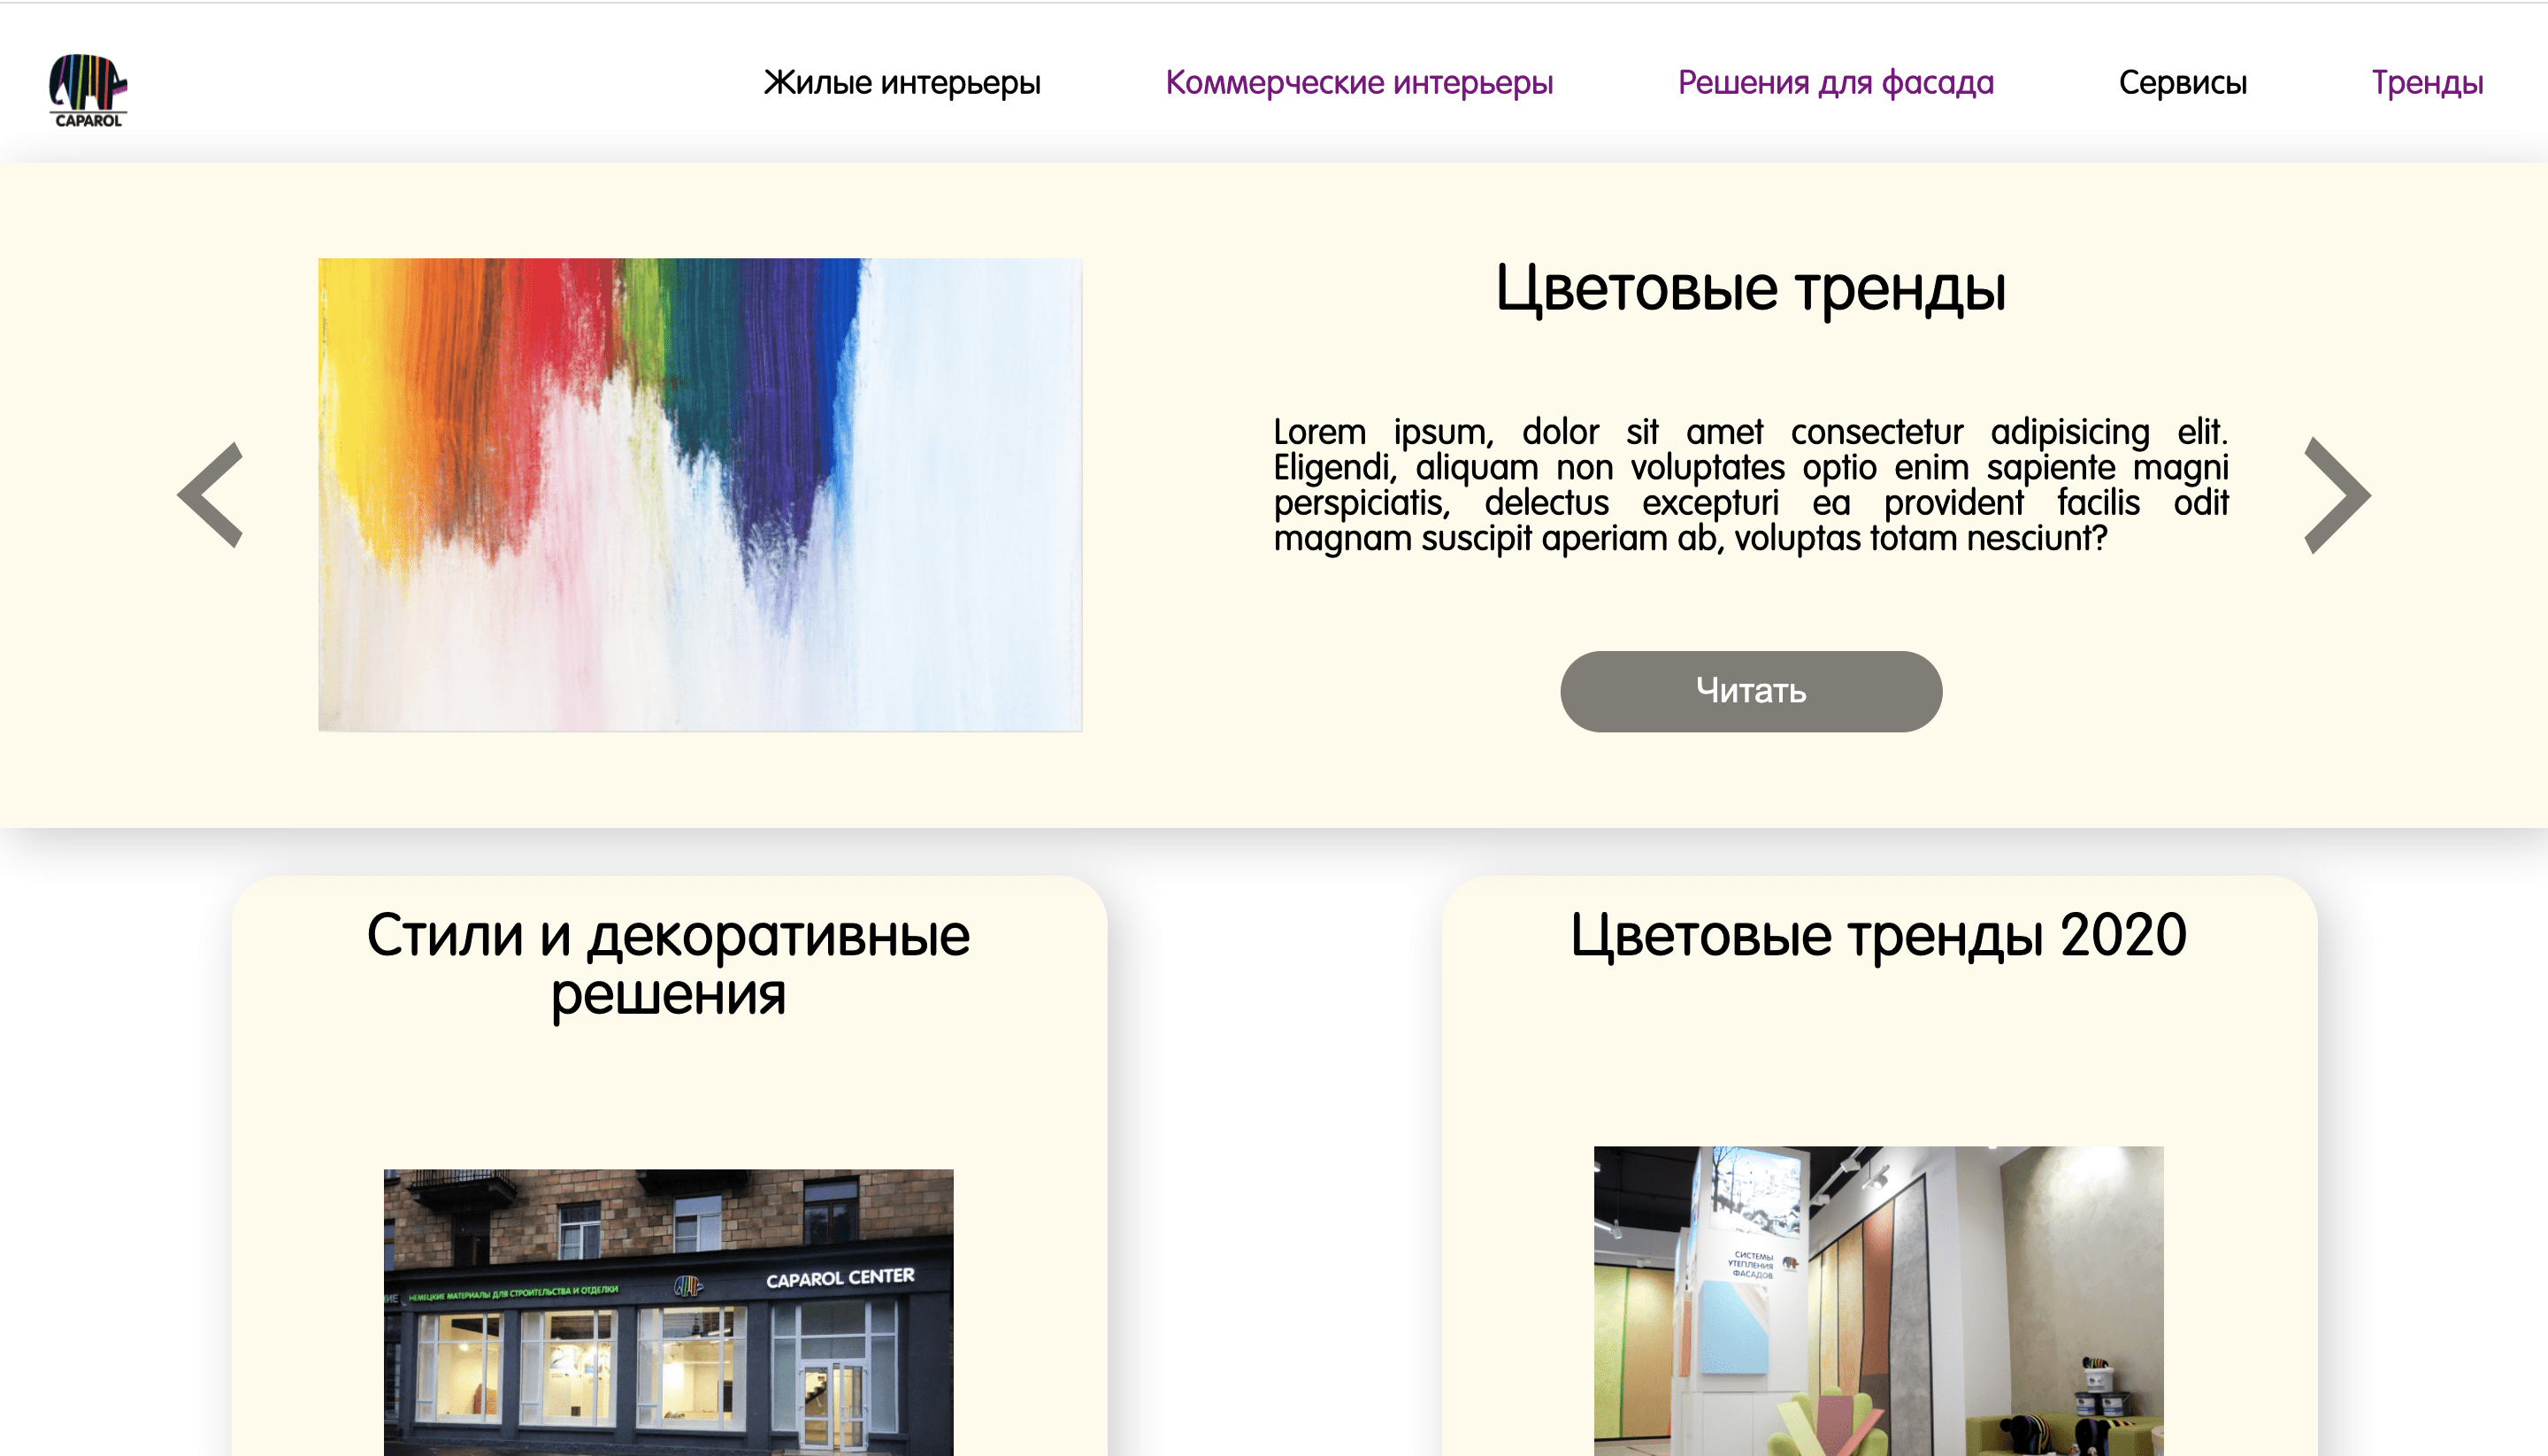 CAPAROL
Жилые интерьеры
Коммерческие интерьеры
Решения для фасада
Сервисы
Тренды
Цветовые тренды
Lorem ipsum, dolor sit amet consectetur adipisicing elit.
Eligendi, aliquam non voluptates optio enim sapiente magni
perspiciatis, delectus excepturi ea provident facilis odit
magnam suscipit aperiam ab, voluptas totam nesciunt?
Читать
Стили и декоративные
решения
НЕМЕЦКИЕ МАТЕРИАЛЫ ДЛЯ СТРОИТЕЛЬСТВА И ОТДЕЛКИ
CAPAROL CENTER
Цветовые тренды 2020
СИСТЕМЫ
УТЕПЛЕНИЯ
ФАСАДОВ